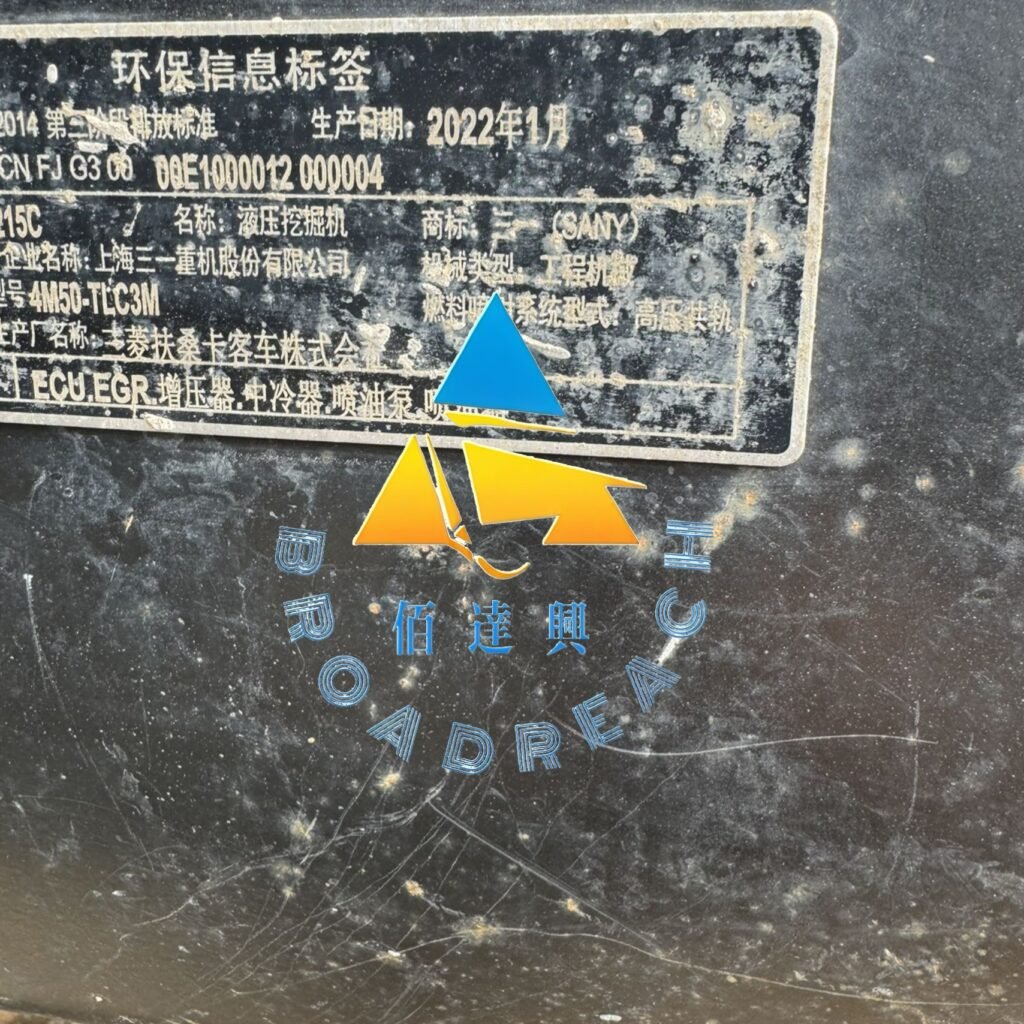 环保信息标签
2014 第三阶段排放标准 生产日期: 2022年1月
CN FJ G3 00 00E1000012 000004
215C 名称: 液压挖掘机 商标: 三一 (SANY)
企业名称: 上海三一重机股份有限公司 机械类型: 工程机械
型号 4M50-TLC3M 燃料喷射系统型式: 高压共轨
生产厂名称: 三菱扶桑卡客车株式会
ECU.EGR.增压器.中冷器.喷油泵.喷
佰達興
BROADREACH